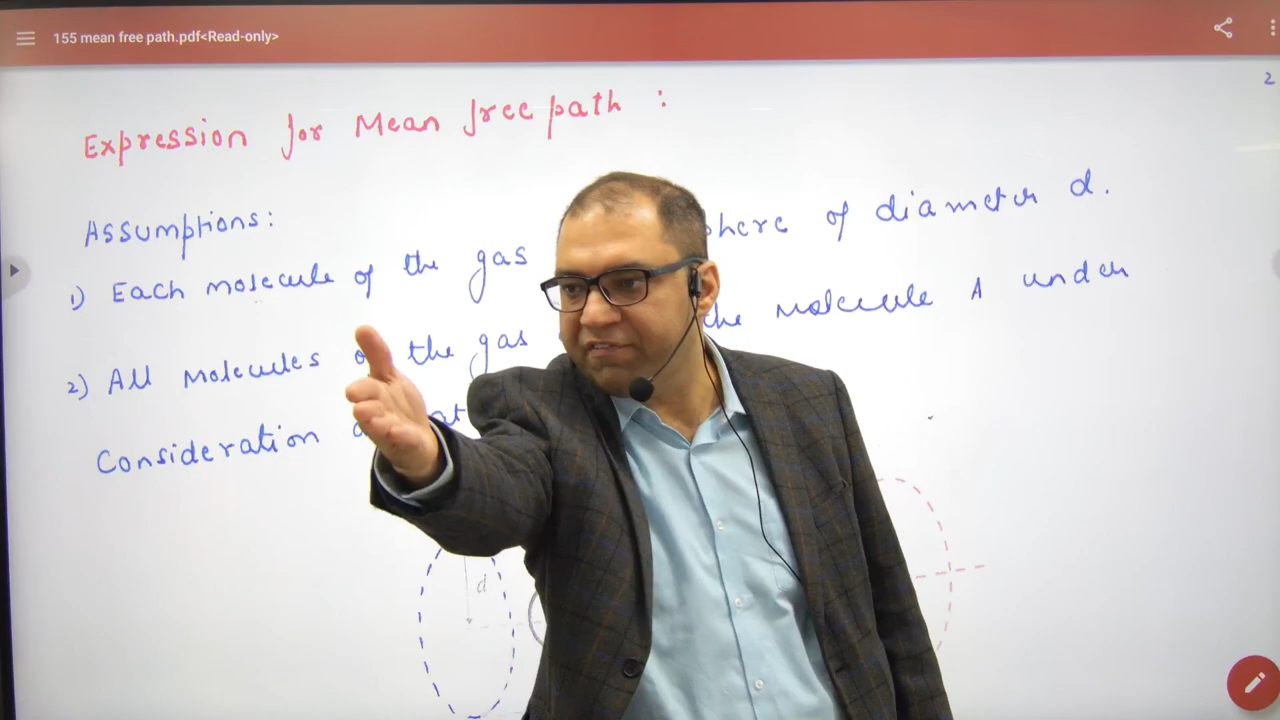 155 mean free path.pdf<Read-only>
2
Expression for Mean free path :
Assumptions:
1) Each molecule of the gas phere of diameter d.
2) All Molecules the gas the molecule A under
Consideration
d